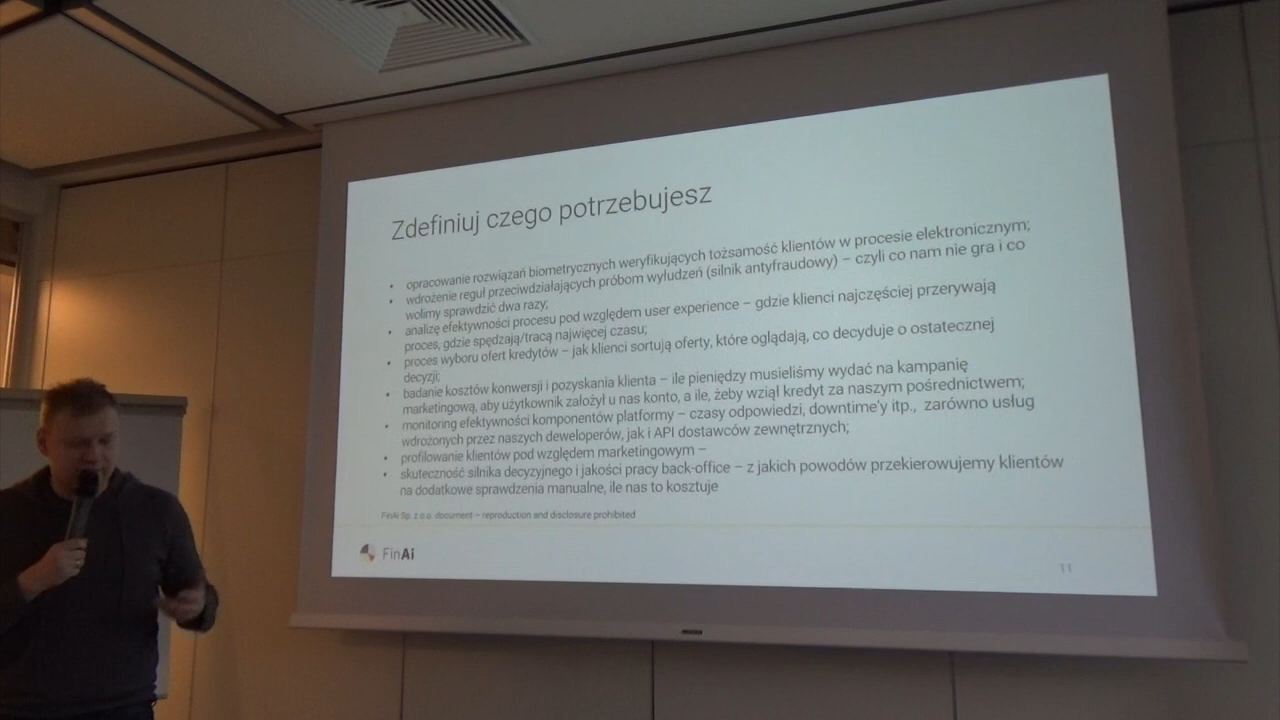 Zdefiniuj czego potrzebujesz
• opracowanie rozwiązań biometrycznych weryfikujących tożsamość klientów w procesie elektronicznym;
• wdrożenie reguł przeciwdziałających próbom wyłudzeń (silnik antyfraudowy) – czyli co nam nie gra i co
wolimy sprawdzić dwa razy;
• analizę efektywności procesu pod względem user experience – gdzie klienci najczęściej przerywają
proces, gdzie spędzają/tracą najwięcej czasu;
• proces wyboru ofert kredytów – jak klienci sortują oferty, które oglądają, co decyduje o ostatecznej
decyzji;
• badanie kosztów konwersji i pozyskania klienta – ile pieniędzy musieliśmy wydać na kampanię
marketingową, aby użytkownik założył u nas konto, a ile, żeby wziął kredyt za naszym pośrednictwem;
• monitoring efektywności komponentów platformy – czasy odpowiedzi, downtime'y itp., zarówno usług
wdrożonych przez naszych deweloperów, jak i API dostawców zewnętrznych;
• profilowanie klientów pod względem marketingowym –
• skuteczność silnika decyzyjnego i jakości pracy back-office – z jakich powodów przekierowujemy klientów
na dodatkowe sprawdzenia manualne, ile nas to kosztuje
FinAi Sp. z o.o. document – reproduction and disclosure prohibited
FinAi
11